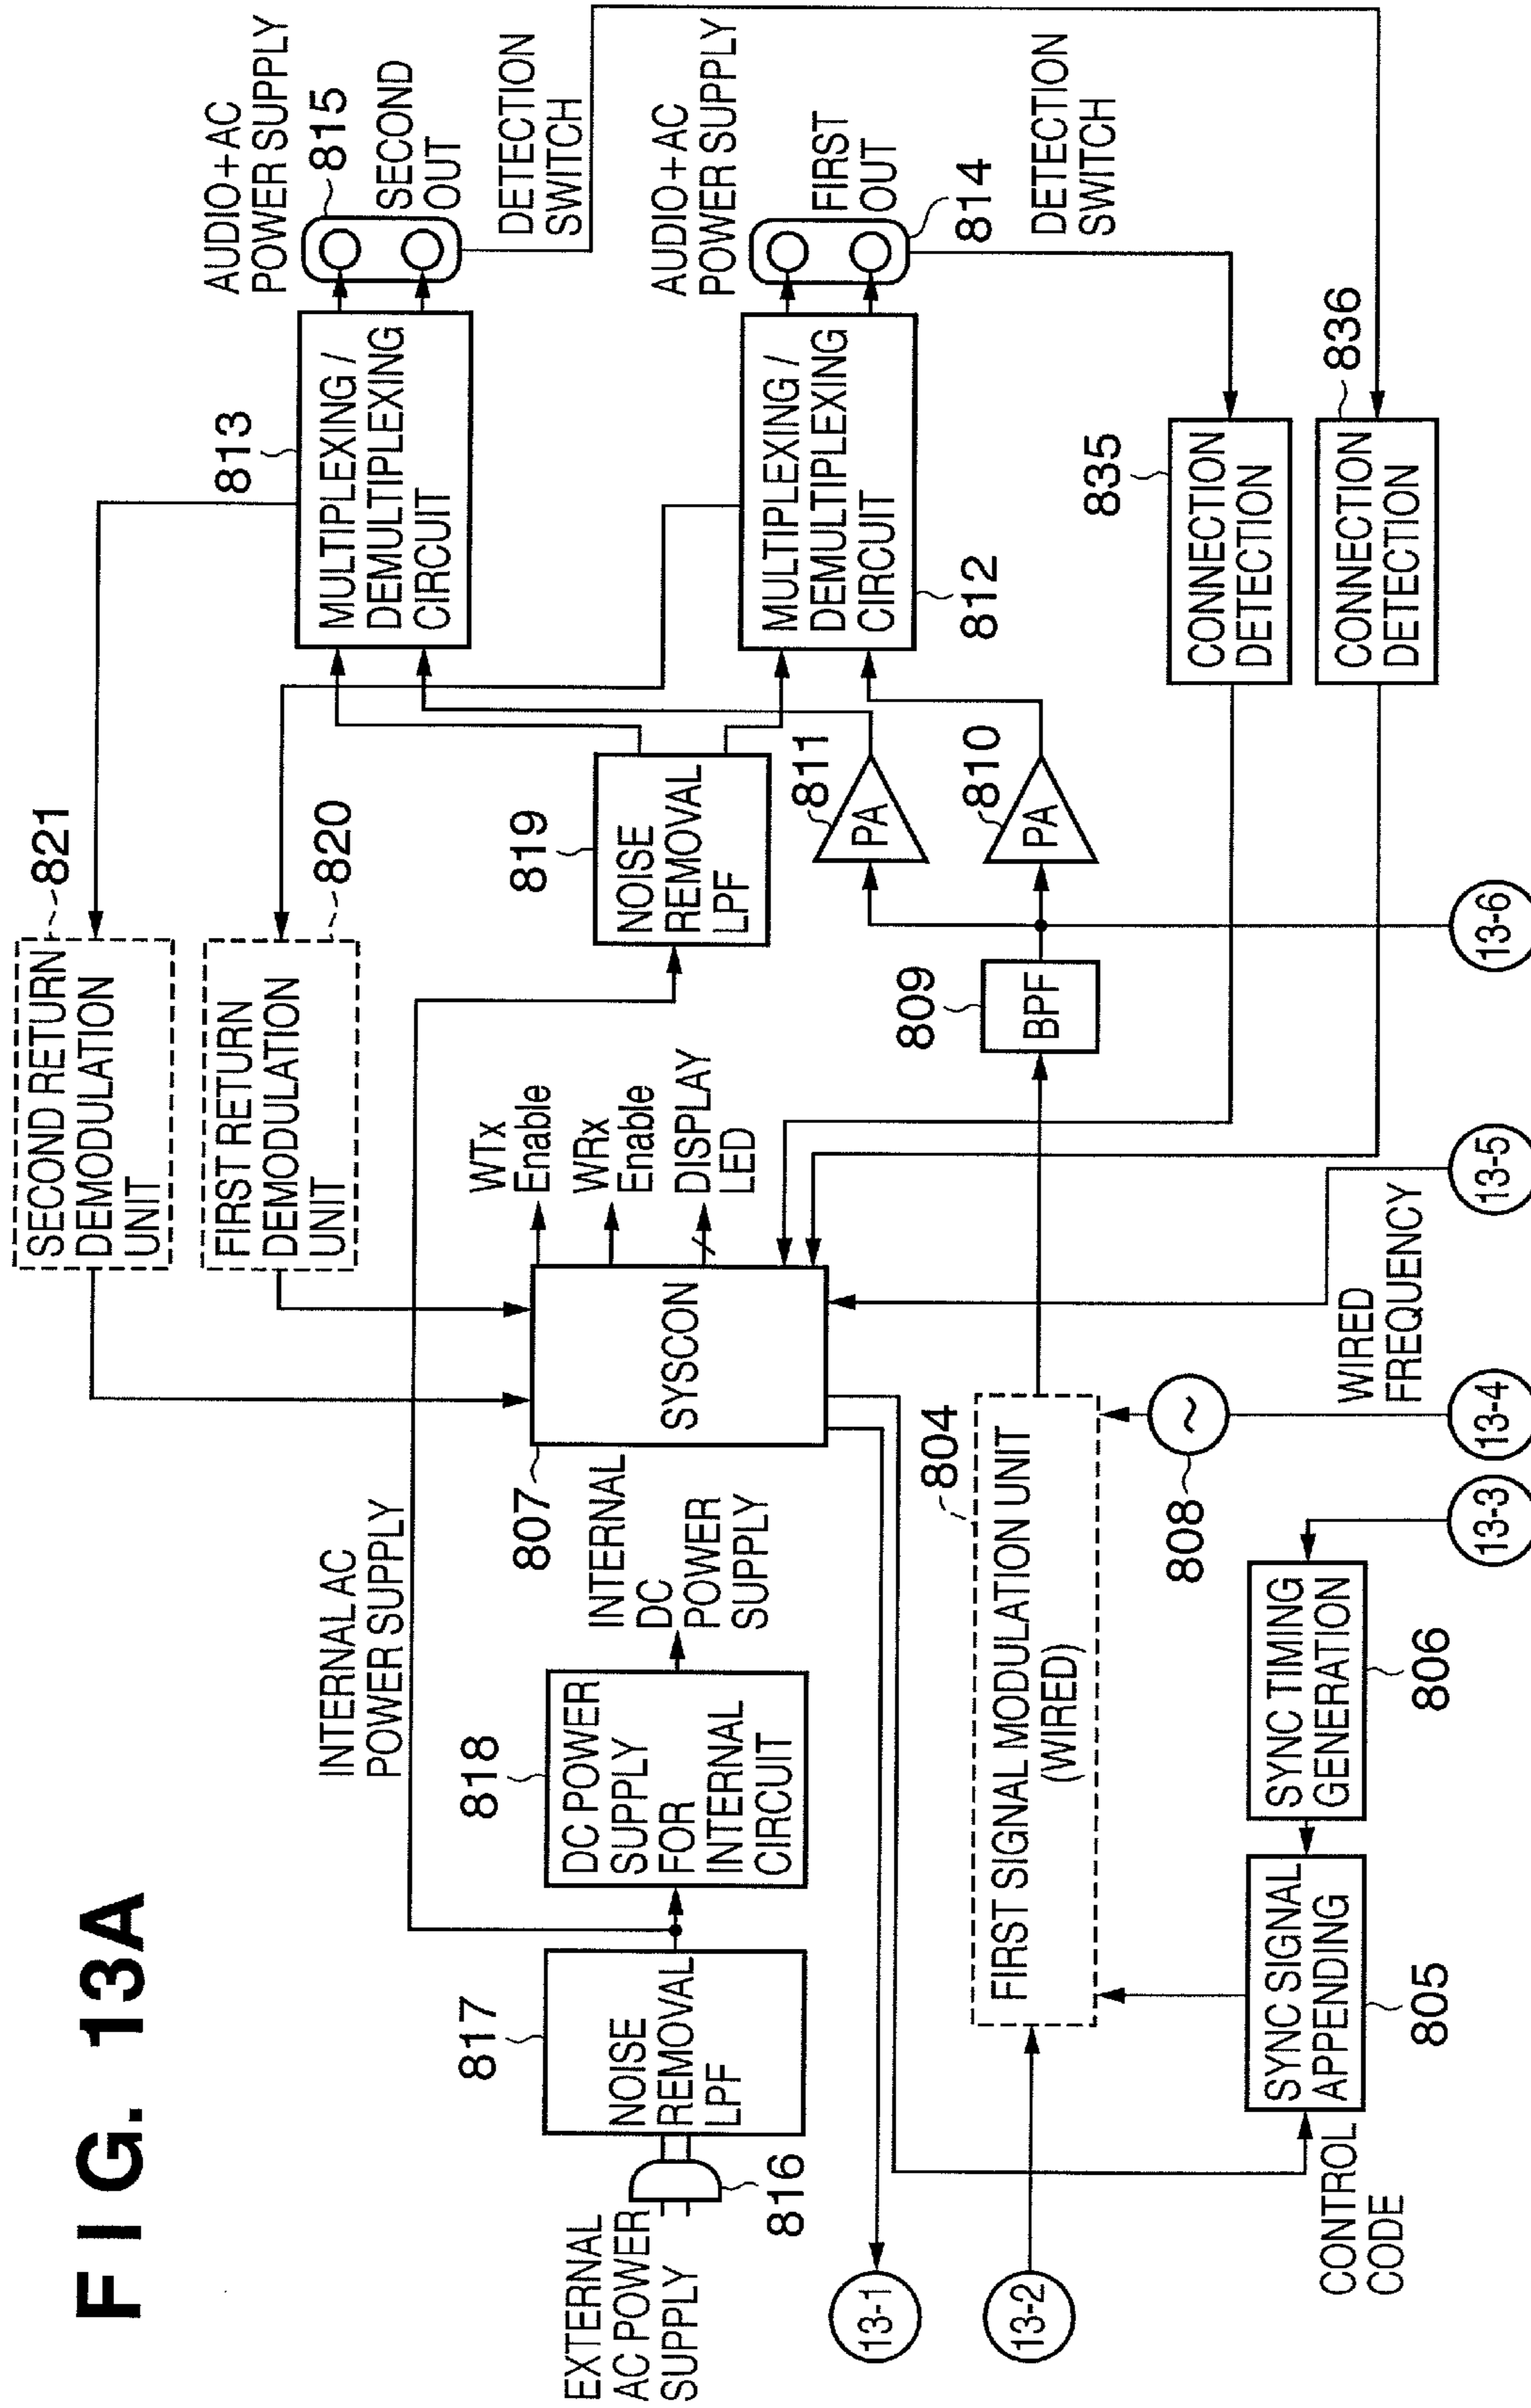 FIG. 13A
EXTERNAL
AC POWER
SUPPLY
816
817
NOISE
REMOVAL
LPF
818
DC POWER
SUPPLY
FOR
INTERNAL
CIRCUIT
INTERNAL
DC
POWER
SUPPLY
INTERNAL AC
POWER SUPPLY
807
SYSCON
WTx
Enable
WRx
Enable
DISPLAY
LED
SECOND RETURN
DEMODULATION
UNIT
821
FIRST RETURN
DEMODULATION
UNIT
820
819
NOISE
REMOVAL
LPF
813
MULTIPLEXING /
DEMULTIPLEXING
CIRCUIT
AUDIO+AC
POWER SUPPLY
815
SECOND
OUT
DETECTION
SWITCH
MULTIPLEXING /
DEMULTIPLEXING
CIRCUIT
812
AUDIO+AC
POWER SUPPLY
FIRST
OUT
814
DETECTION
SWITCH
811
PA
810
PA
809
BPF
835
CONNECTION
DETECTION
836
CONNECTION
DETECTION
804
FIRST SIGNAL MODULATION UNIT
(WIRED)
808
~
WIRED
FREQUENCY
SYNC TIMING
GENERATION
806
SYNC SIGNAL
APPENDING
805
CONTROL
CODE
13-1
13-2
13-3
13-4
13-5
13-6